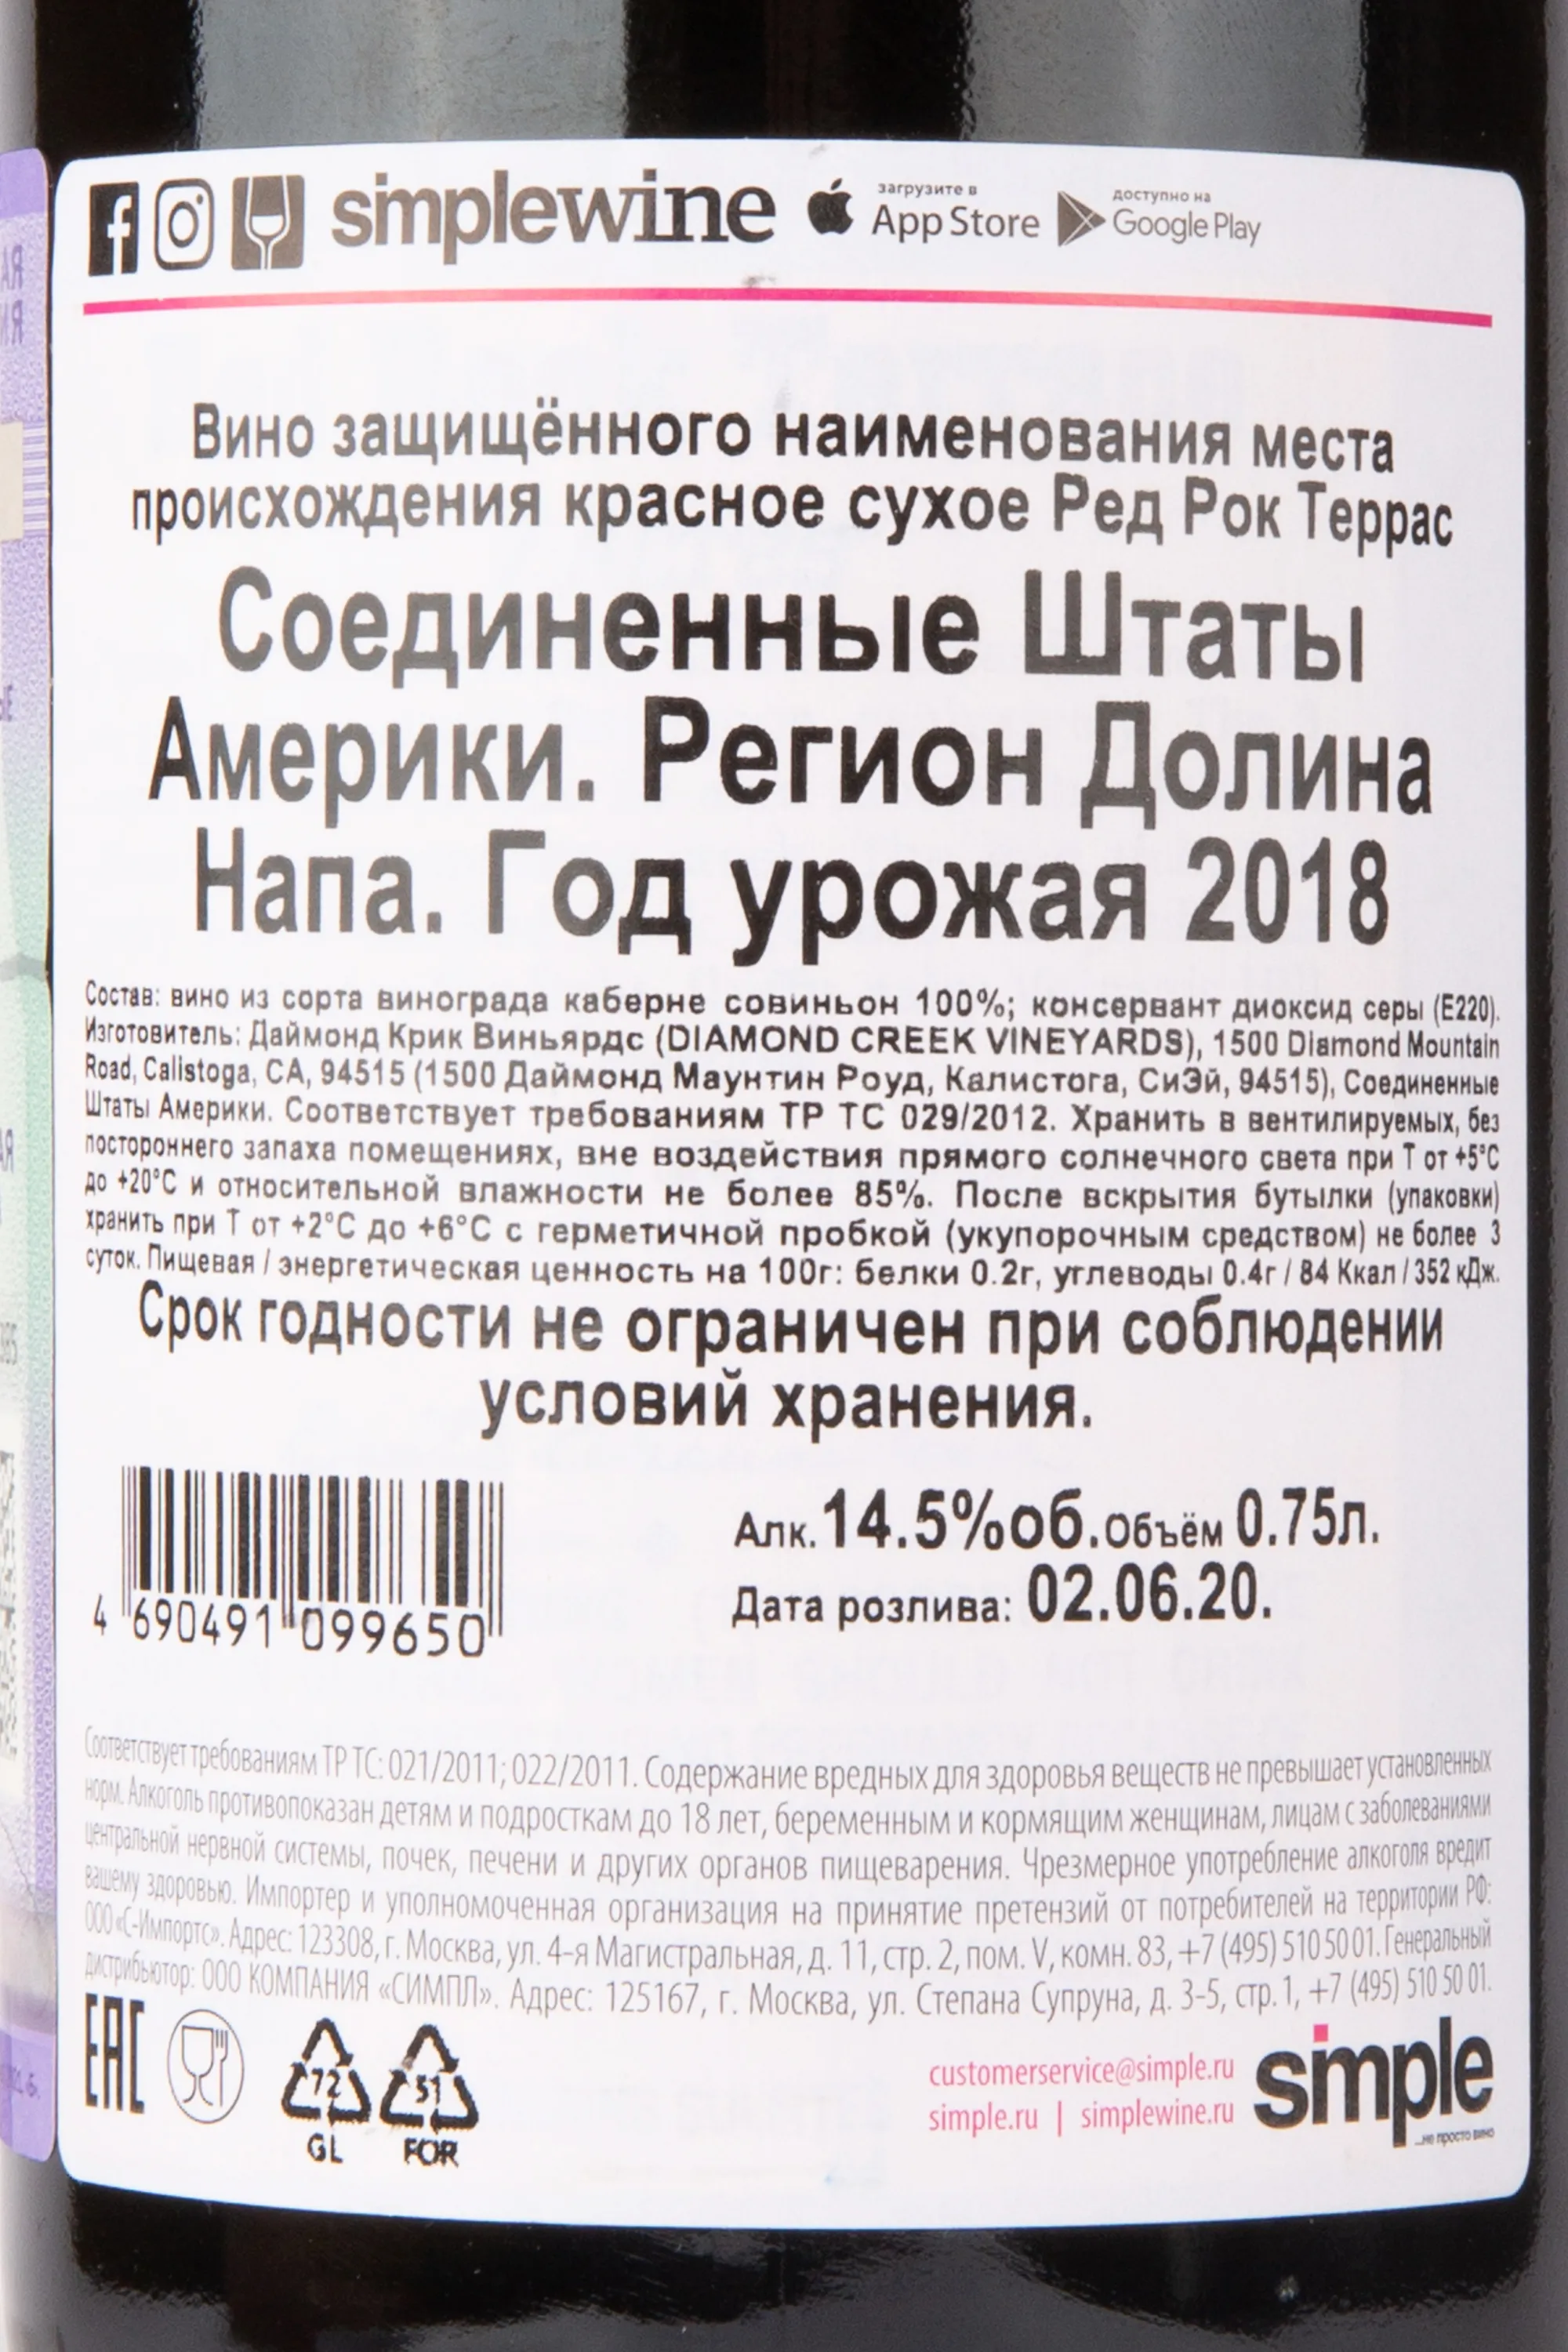 simplewine
загрузите в
App Store
доступно на
Google Play
Вино защищённого наименования места
происхождения красное сухое Ред Рок Террас
Соединенные Штаты
Америки. Регион Долина
Напа. Год урожая 2018
Состав: вино из сорта винограда каберне совиньон 100%; консервант диоксид серы (Е220).
Изготовитель: Даймонд Крик Виньярдс (DIAMOND CREEK VINEYARDS), 1500 Diamond Mountain
Road, Calistoga, CA, 94515 (1500 Даймонд Маунтин Роуд, Калистога, СиЭй, 94515), Соединенные
Штаты Америки. Соответствует требованиям ТР ТС 029/2012. Хранить в вентилируемых, без
постороннего запаха помещениях, вне воздействия прямого солнечного света при Т от +5°С
до +20°С и относительной влажности не более 85%. После вскрытия бутылки (упаковки)
хранить при Т от +2°С до +6°С с герметичной пробкой (укупорочным средством) не более 3
суток. Пищевая / энергетическая ценность на 100г: белки 0.2г, углеводы 0.4г / 84 Ккал / 352 кДж.
Срок годности не ограничен при соблюдении
условий хранения.
Алк. 14.5%об. Объём 0.75л.
Дата розлива: 02.06.20.
4 690491 099650
Соответствует требованиям ТР ТС: 021/2011; 022/2011. Содержание вредных для здоровья веществ не превышает установленных
норм. Алкоголь противопоказан детям и подросткам до 18 лет, беременным и кормящим женщинам, лицам с заболеваниями
центральной нервной системы, почек, печени и других органов пищеварения. Чрезмерное употребление алкоголя вредит
вашему здоровью. Импортер и уполномоченная организация на принятие претензий от потребителей на территории РФ:
ООО «С-Импортс». Адрес: 123308, г. Москва, ул. 4-я Магистральная, д. 11, стр. 2, пом. V, комн. 83, +7 (495) 510 50 01. Генеральный
дистрибьютор: ООО КОМПАНИЯ «СИМПЛ». Адрес: 125167, г. Москва, ул. Степана Супруна, д. 3-5, стр. 1, +7 (495) 510 50 01.
EAC
72
GL
51
FOR
customerservice@simple.ru
simple.ru | simplewine.ru
simple
...не просто вино